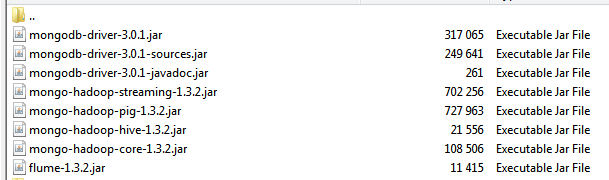 ..
mongodb-driver-3.0.1.jar 317 065 Executable Jar File
mongodb-driver-3.0.1-sources.jar 249 641 Executable Jar File
mongodb-driver-3.0.1-javadoc.jar 261 Executable Jar File
mongo-hadoop-streaming-1.3.2.jar 702 256 Executable Jar File
mongo-hadoop-pig-1.3.2.jar 727 963 Executable Jar File
mongo-hadoop-hive-1.3.2.jar 21 556 Executable Jar File
mongo-hadoop-core-1.3.2.jar 108 506 Executable Jar File
flume-1.3.2.jar 11 415 Executable Jar File